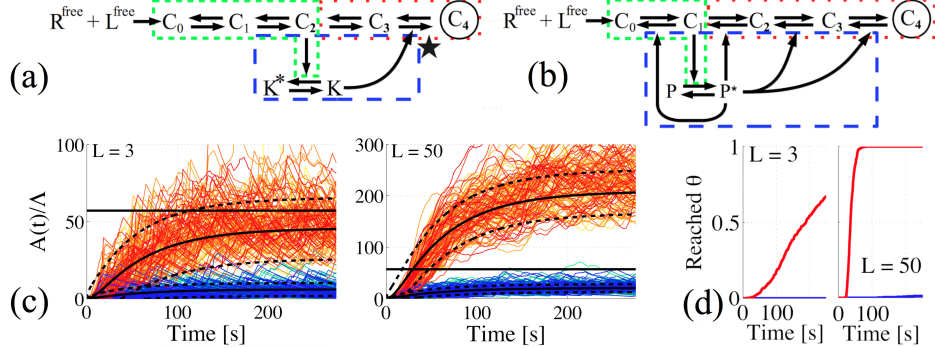 R^free + L^free C₀ C₁ C₂ C₃ C₄
(a) K* K ★
R^free + L^free C₀ C₁ C₂ C₃ C₄
(b) P P*
(c)
A(t)/Λ
L = 3
100
50
0
0 100 200
Time [s]
L = 50
300
200
100
0
0 100 200
Time [s]
(d)
Reached θ
L = 3
1
0.5
0
0 100
Time [s]
L = 50
0 100
Time [s]